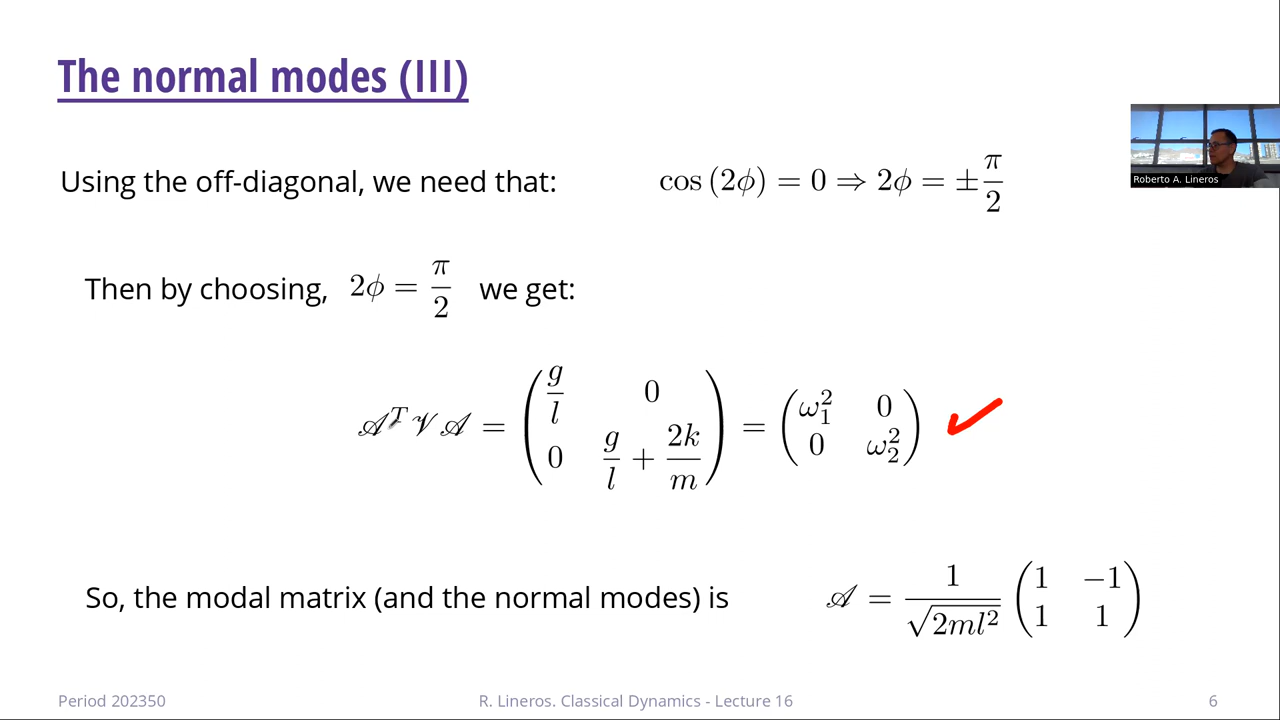 The normal modes (III)
Using the off-diagonal, we need that: cos (2ϕ) = 0 ⇒ 2ϕ = ±π/2
Roberto A. Lineros
Then by choosing, 2ϕ = π/2 we get:
𝒜ᵀ𝒱𝒜 = (g/l 0; 0 g/l + 2k/m) = (ω₁² 0; 0 ω₂²)
So, the modal matrix (and the normal modes) is 𝒜 = 1/√(2ml²) (1 −1; 1 1)
Period 202350 R. Lineros. Classical Dynamics - Lecture 16 6